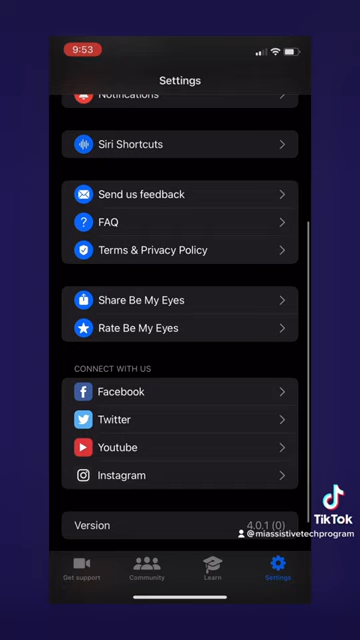 9:53
Settings
Notifications
Siri Shortcuts
Send us feedback
FAQ
Terms & Privacy Policy
Share Be My Eyes
Rate Be My Eyes
CONNECT WITH US
Facebook
Twitter
Youtube
Instagram
Version 4.0.1 (0)
TikTok
@miassistivetechprogram
Get support Community Learn Settings